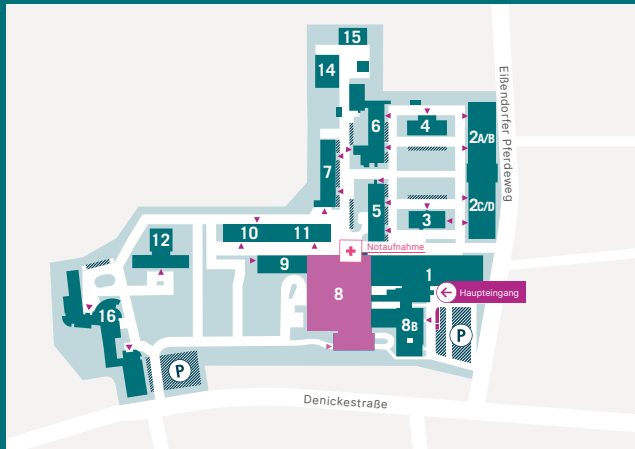 15
14
6
4
2A/B
Eißendorfer Pferdeweg
7
5
3
2C/D
10
11
12
Notaufnahme
9
8
1
Haupteingang
16
8B
P
P
Denickestraße